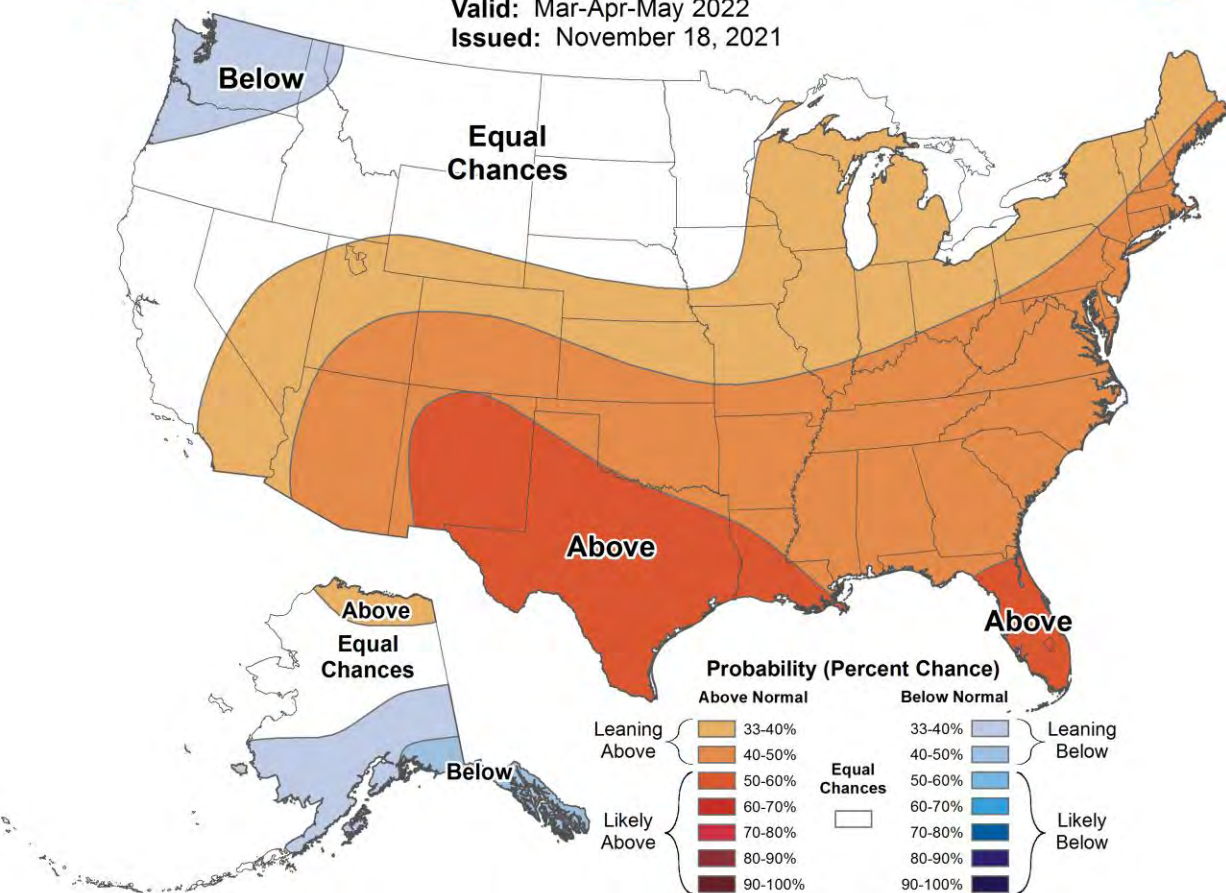 Valid: Mar-Apr-May 2022
Issued: November 18, 2021
Below
Equal
Chances
Above
Above
Above
Equal
Chances
Below
Probability (Percent Chance)
Above Normal
Below Normal
Leaning
Above
33-40%
40-50%
Likely
Above
50-60%
60-70%
70-80%
80-90%
90-100%
Equal
Chances
33-40%
40-50%
Leaning
Below
50-60%
60-70%
70-80%
80-90%
90-100%
Likely
Below